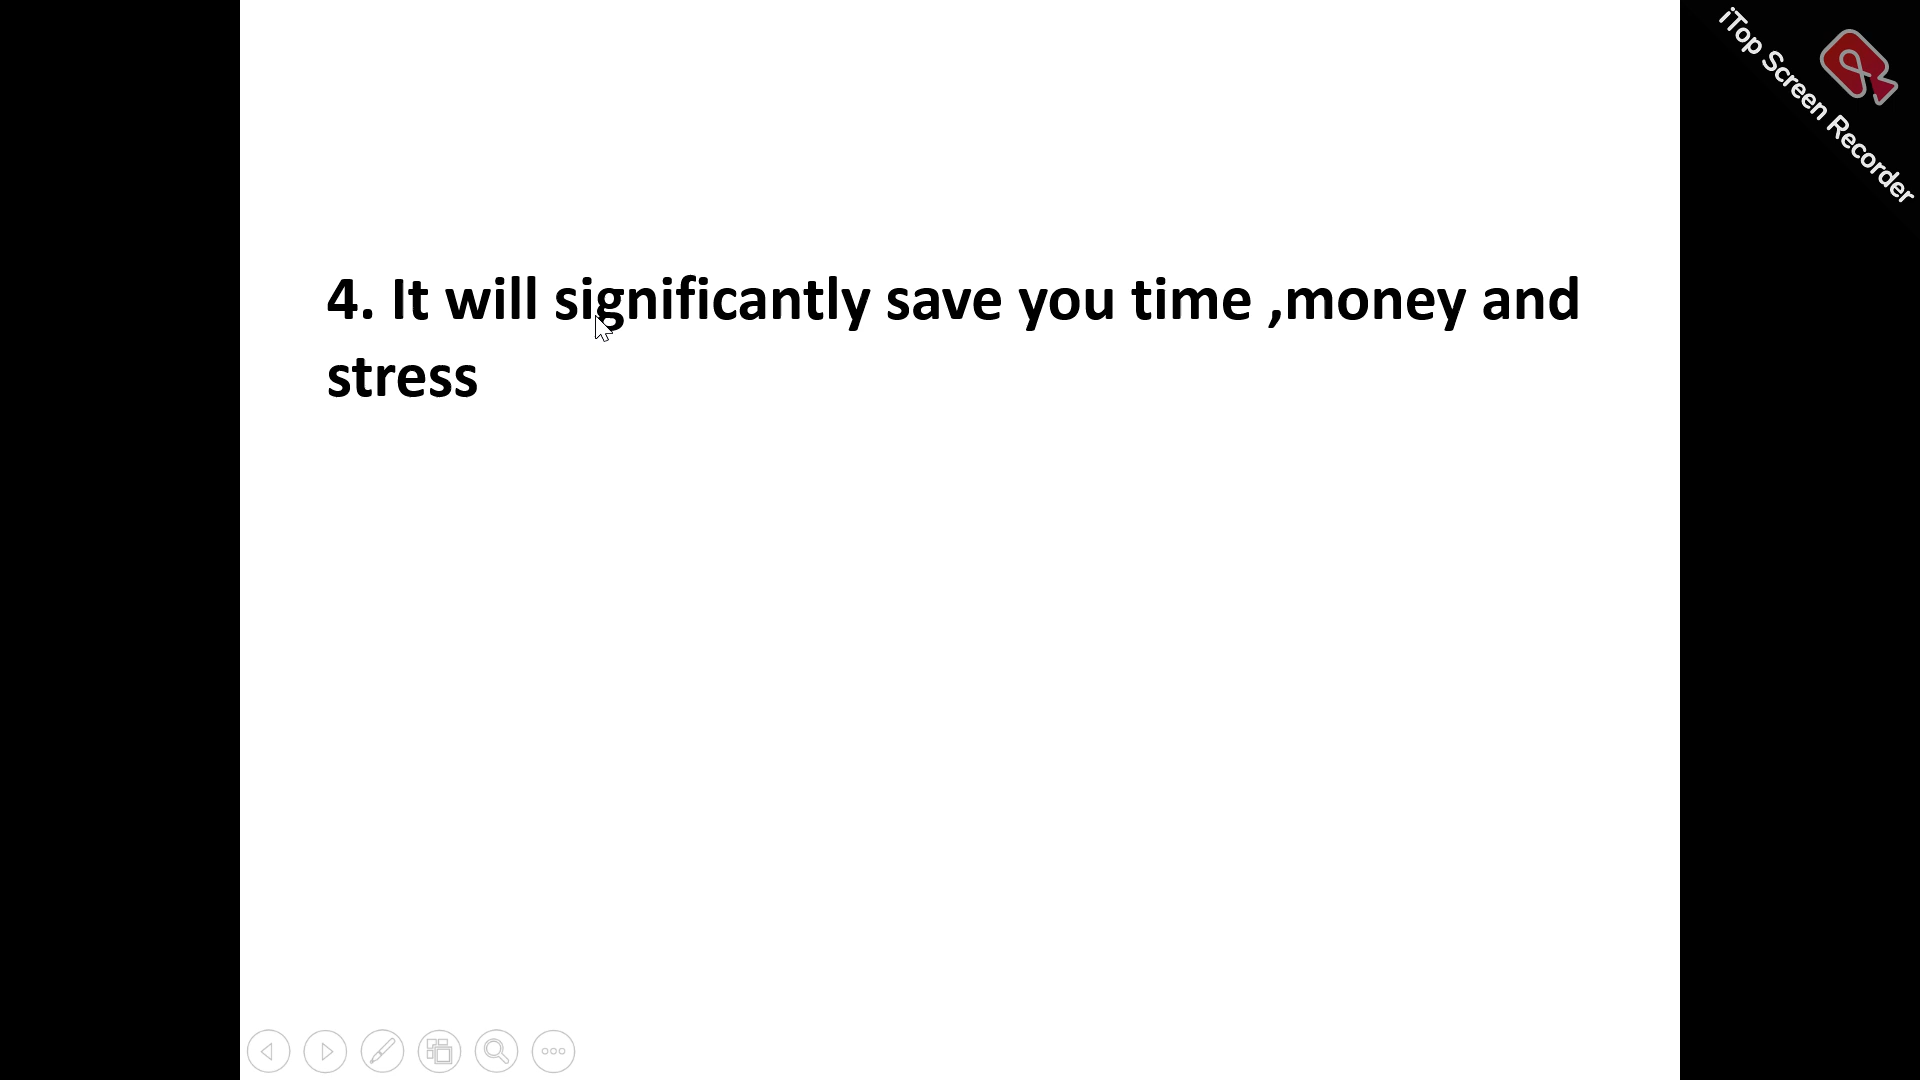 iTop Screen Recorder
4. It will significantly save you time ,money and
stress